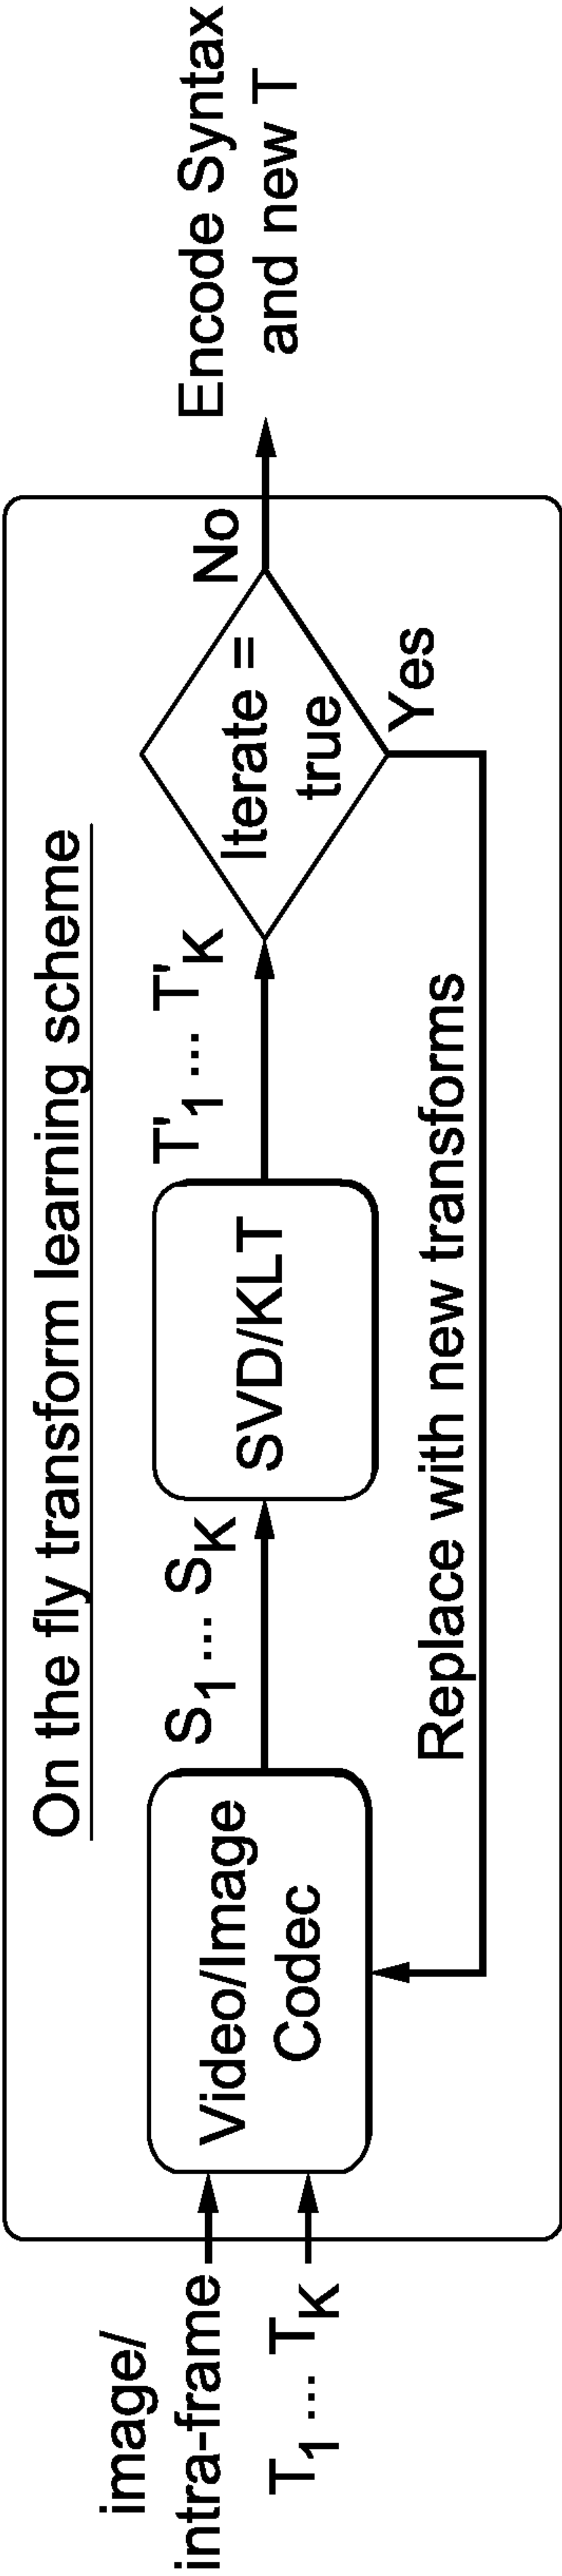 On the fly transform learning scheme
image/
intra-frame
T1 ... TK
Video/Image
Codec
S1 ... SK
SVD/KLT
T'1 ... T'K
Iterate =
true
No
Yes
Replace with new transforms
Encode Syntax
and new T